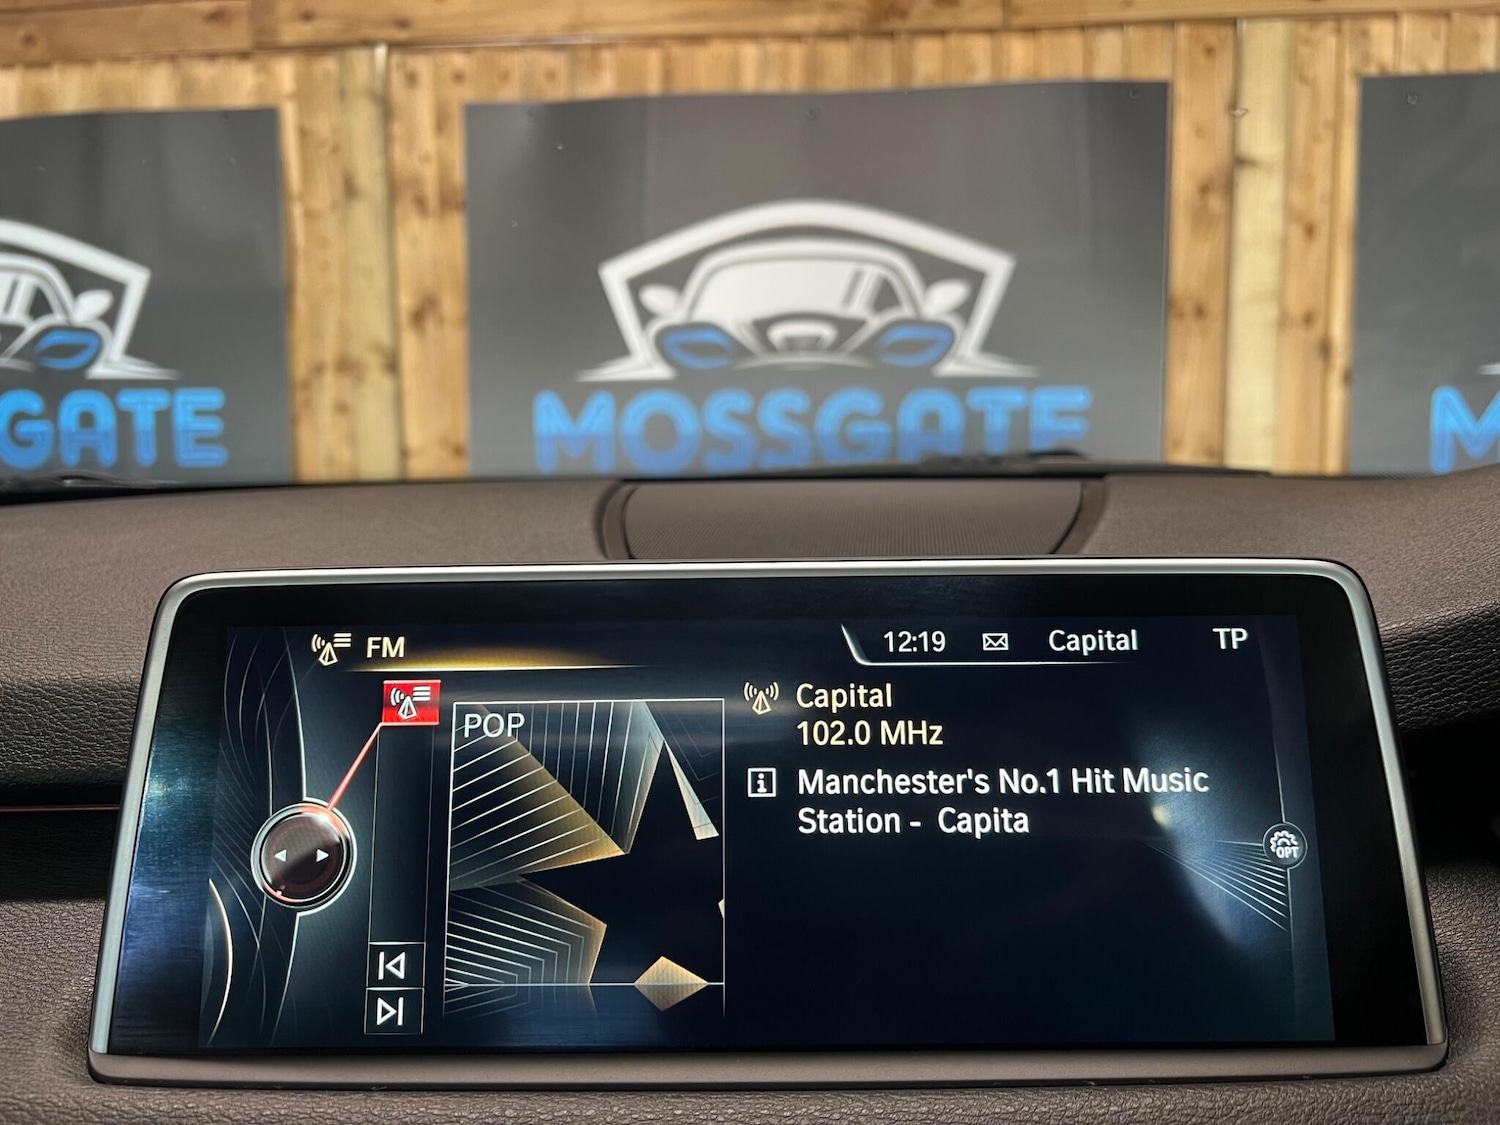 GATE
MOSSGATE
M
FM
12:19 Capital TP
POP
Capital
102.0 MHz
Manchester's No.1 Hit Music
Station - Capita
OPT